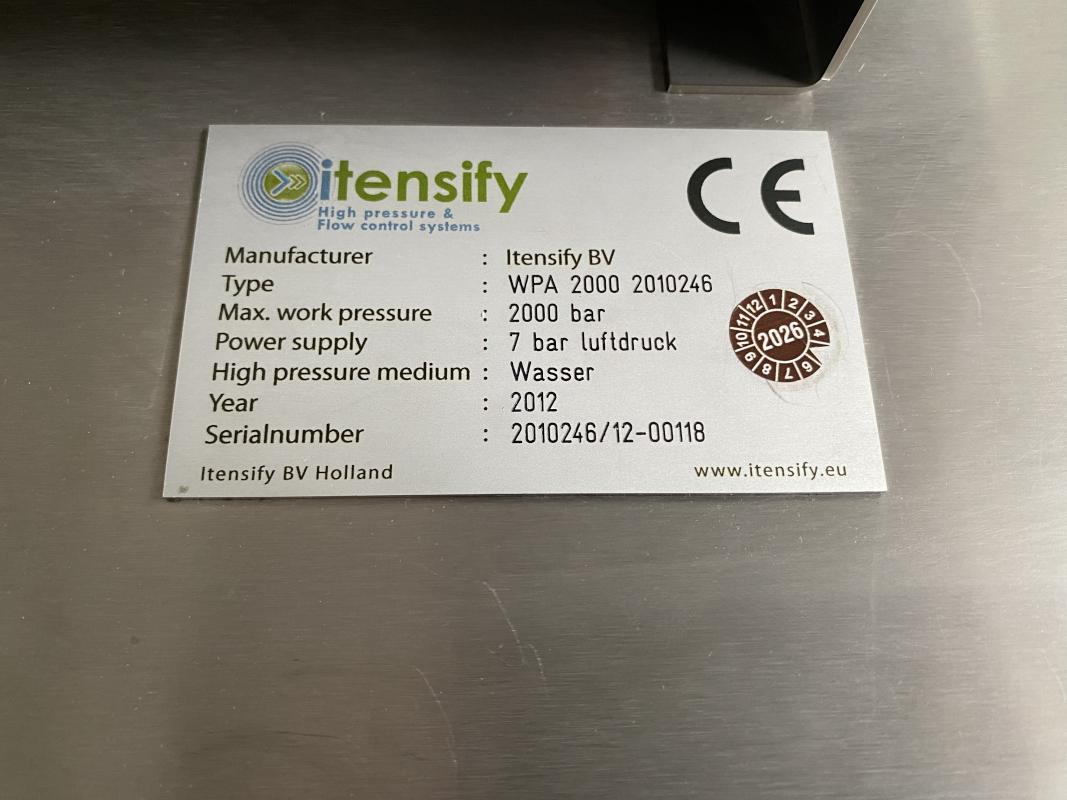 itensify
High pressure &
Flow control systems
CE
Manufacturer : Itensify BV
Type : WPA 2000 2010246
Max. work pressure : 2000 bar
Power supply : 7 bar luftdruck
High pressure medium : Wasser
Year : 2012
Serialnumber : 2010246/12-00118
Itensify BV Holland
www.itensify.eu
1 2 3 4 6 7 8 9 10 11 12
2026